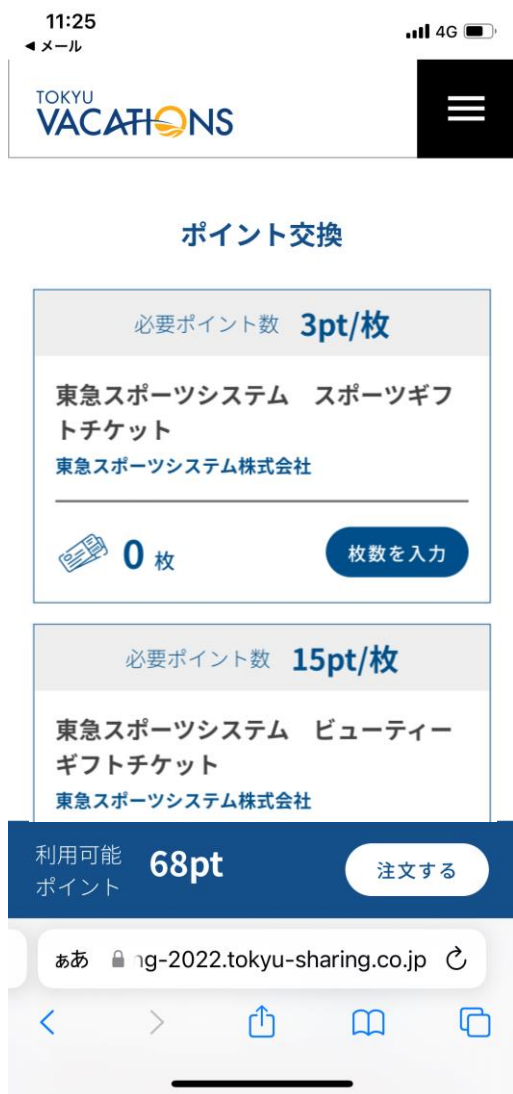 11:25
4G
◀ メール
TOKYU
VACATIONS
ポイント交換
必要ポイント数 3pt/枚
東急スポーツシステム　スポーツギフ
トチケット
東急スポーツシステム株式会社
0 枚
枚数を入力
必要ポイント数 15pt/枚
東急スポーツシステム　ビューティー
ギフトチケット
東急スポーツシステム株式会社
利用可能
ポイント
68pt
注文する
ぁあ
ng-2022.tokyu-sharing.co.jp